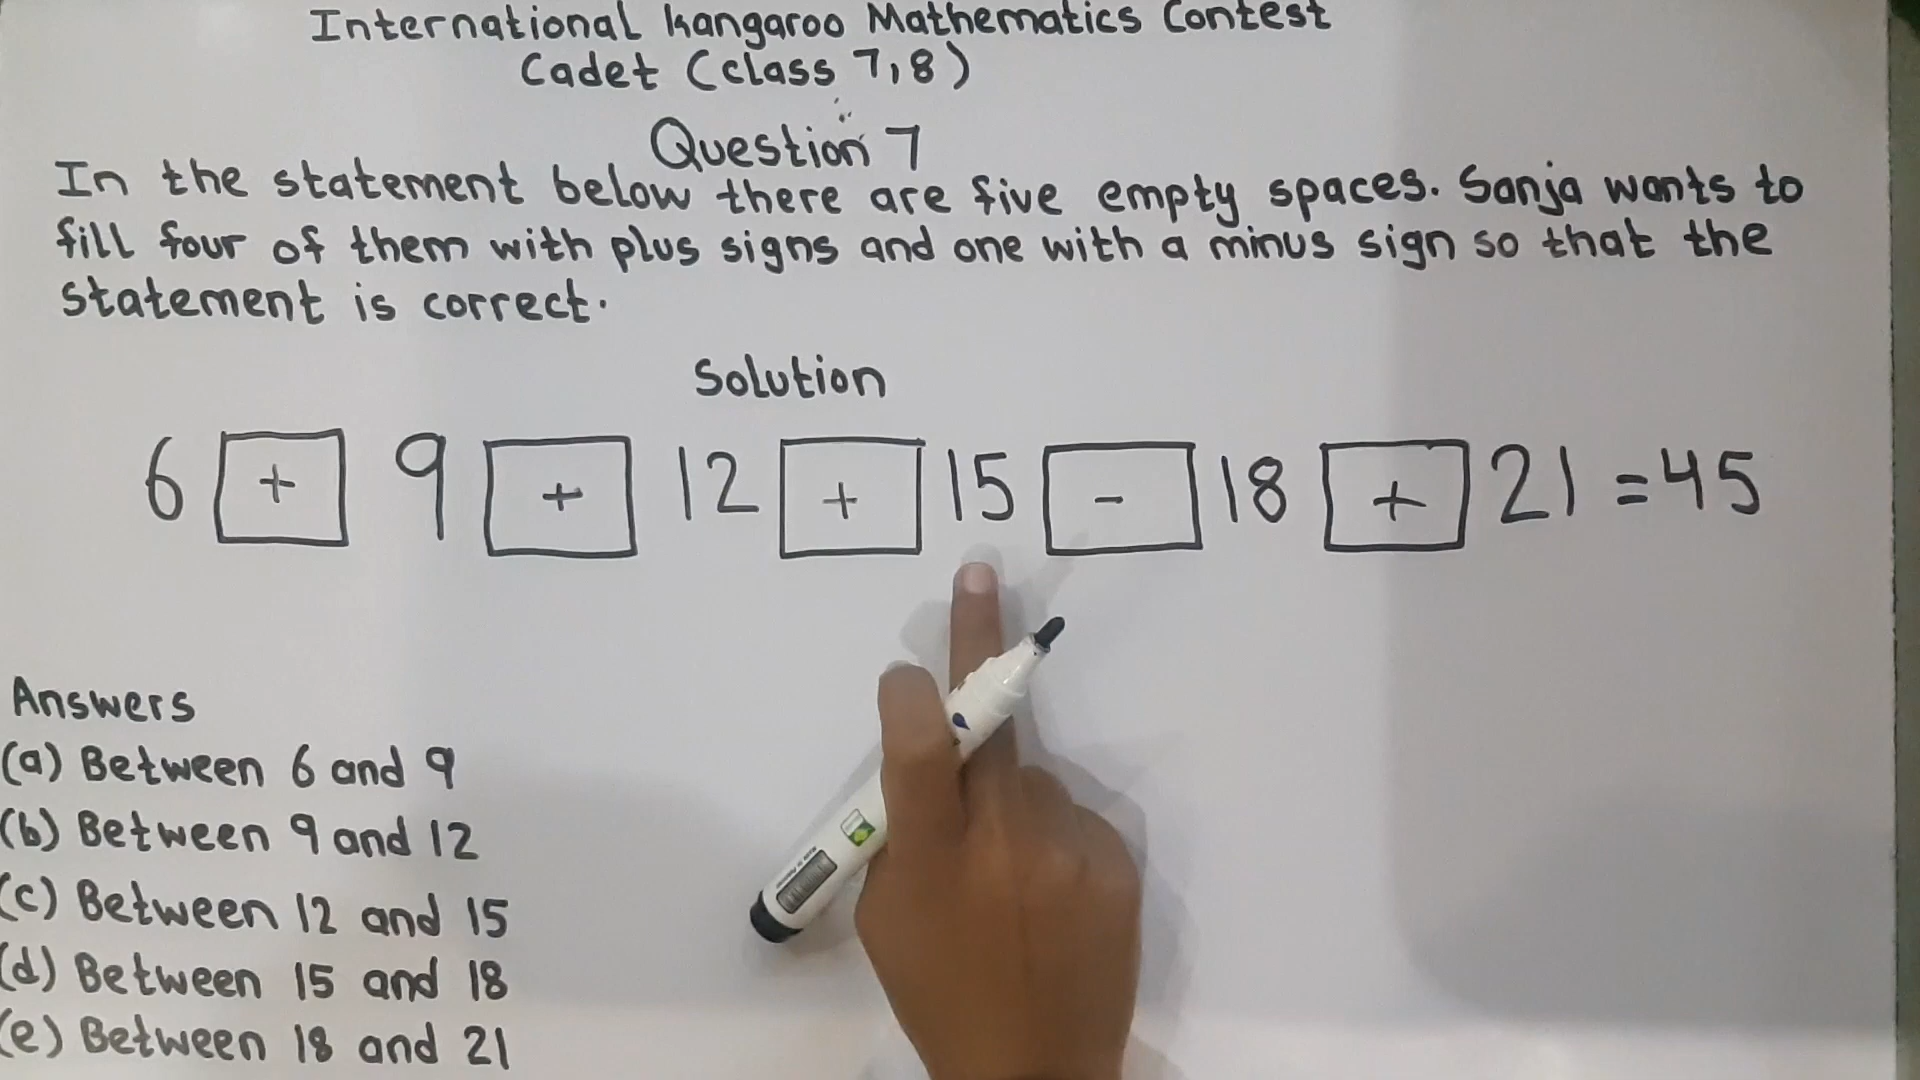 International Kangaroo Mathematics Contest
Cadet (class 7,8)
Question 7
In the statement below there are five empty spaces. Sanja wants to
fill four of them with plus signs and one with a minus sign so that the
statement is correct.
Solution
6 + 9 + 12 + 15 - 18 + 21 = 45
Answers
(a) Between 6 and 9
(b) Between 9 and 12
(c) Between 12 and 15
(d) Between 15 and 18
(e) Between 18 and 21